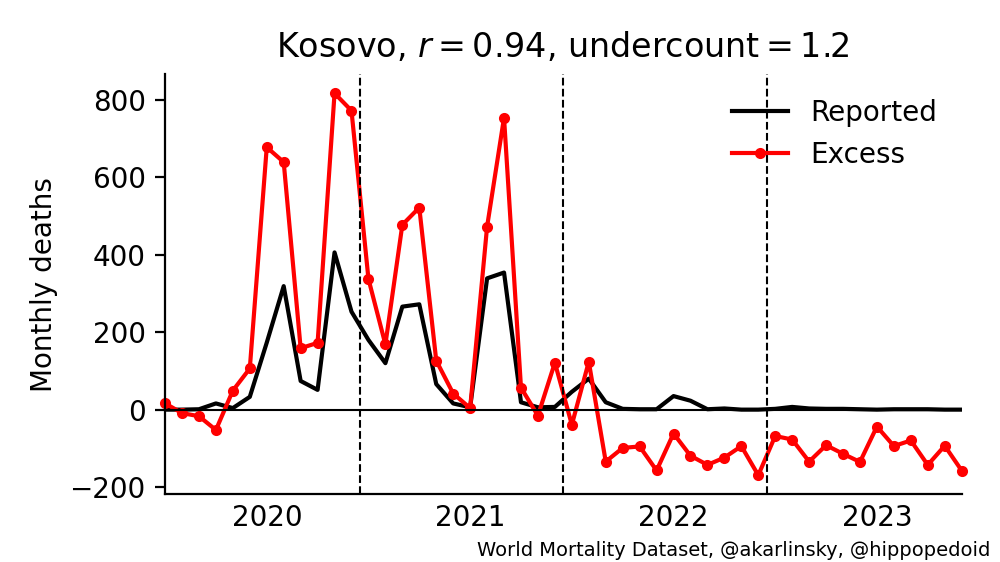 Kosovo, r = 0.94, undercount = 1.2
Reported
Excess
Monthly deaths
800
600
400
200
0
−200
2020
2021
2022
2023
World Mortality Dataset, @akarlinsky, @hippopedoid